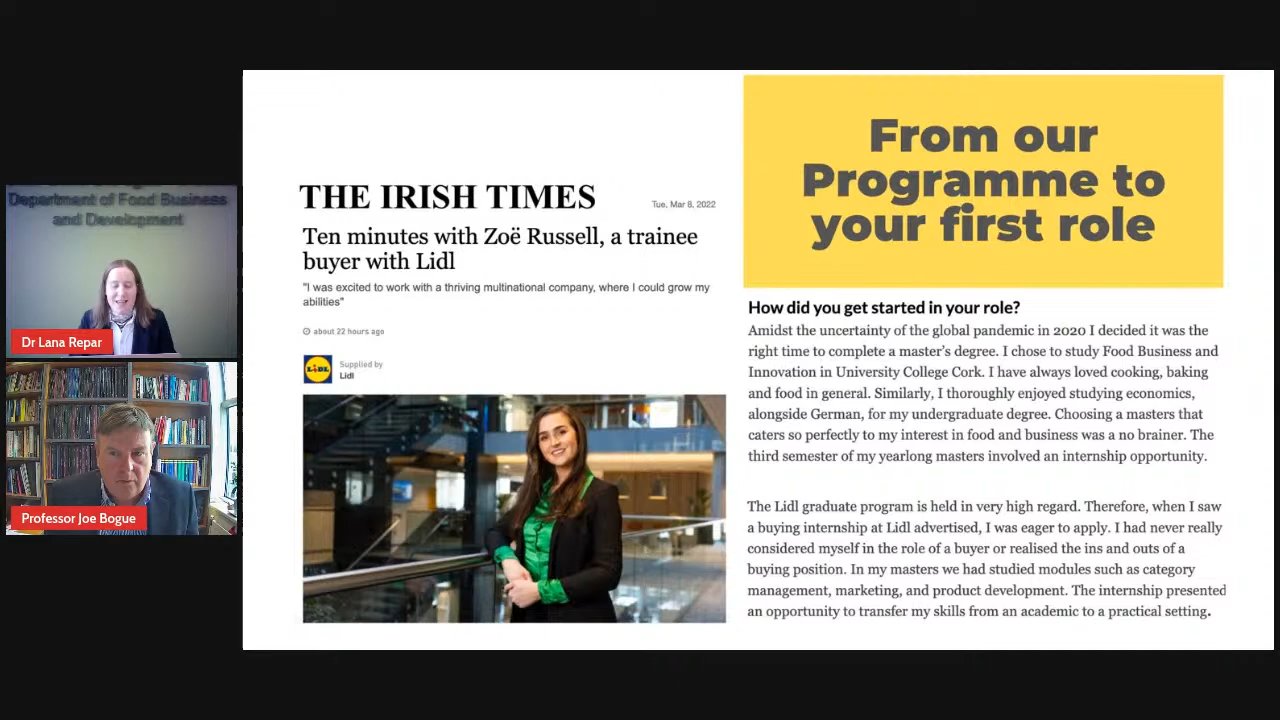 Department of Food Business
and Development
Dr Lana Repar
Professor Joe Bogue
THE IRISH TIMES
Tue, Mar 8, 2022
Ten minutes with Zoë Russell, a trainee
buyer with Lidl
"I was excited to work with a thriving multinational company, where I could grow my
abilities"
about 22 hours ago
LIDL
Supplied by
Lidl
From our
Programme to
your first role
How did you get started in your role?
Amidst the uncertainty of the global pandemic in 2020 I decided it was the
right time to complete a master's degree. I chose to study Food Business and
Innovation in University College Cork. I have always loved cooking, baking
and food in general. Similarly, I thoroughly enjoyed studying economics,
alongside German, for my undergraduate degree. Choosing a masters that
caters so perfectly to my interest in food and business was a no brainer. The
third semester of my yearlong masters involved an internship opportunity.
The Lidl graduate program is held in very high regard. Therefore, when I saw
a buying internship at Lidl advertised, I was eager to apply. I had never really
considered myself in the role of a buyer or realised the ins and outs of a
buying position. In my masters we had studied modules such as category
management, marketing, and product development. The internship presented
an opportunity to transfer my skills from an academic to a practical setting.